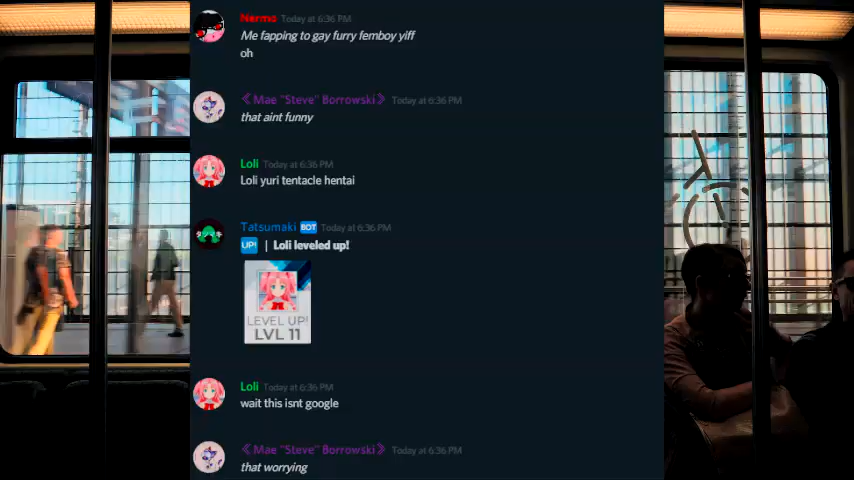 Narmo Today at 6:36 PM
Me fapping to gay furry femboy yiff
oh
《 Mae "Steve" Borrowski 》 Today at 6:36 PM
that aint funny
Loli Today at 6:36 PM
Loli yuri tentacle hentai
Tatsumaki BOT Today at 6:36 PM
UP! | Loli leveled up!
LEVEL UP!
LVL 11
Loli Today at 6:36 PM
wait this isnt google
《 Mae "Steve" Borrowski 》 Today at 6:36 PM
that worrying